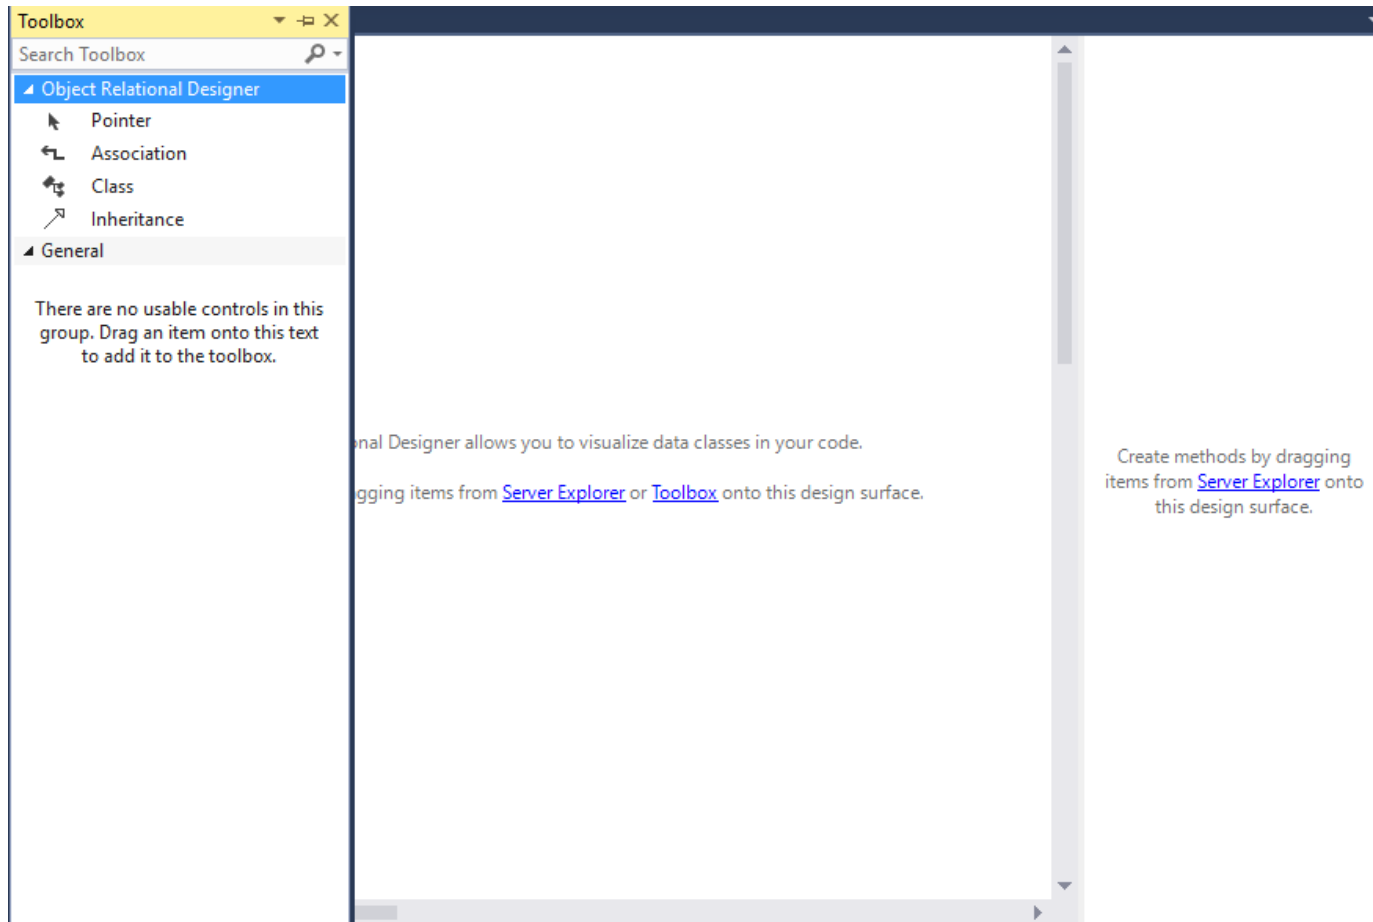 Toolbox
Search Toolbox
Object Relational Designer
Pointer
Association
Class
Inheritance
General
There are no usable controls in this
group. Drag an item onto this text
to add it to the toolbox.
Designer allows you to visualize data classes in your code.
items from Server Explorer or Toolbox onto this design surface.
Create methods by dragging
items from Server Explorer onto
this design surface.